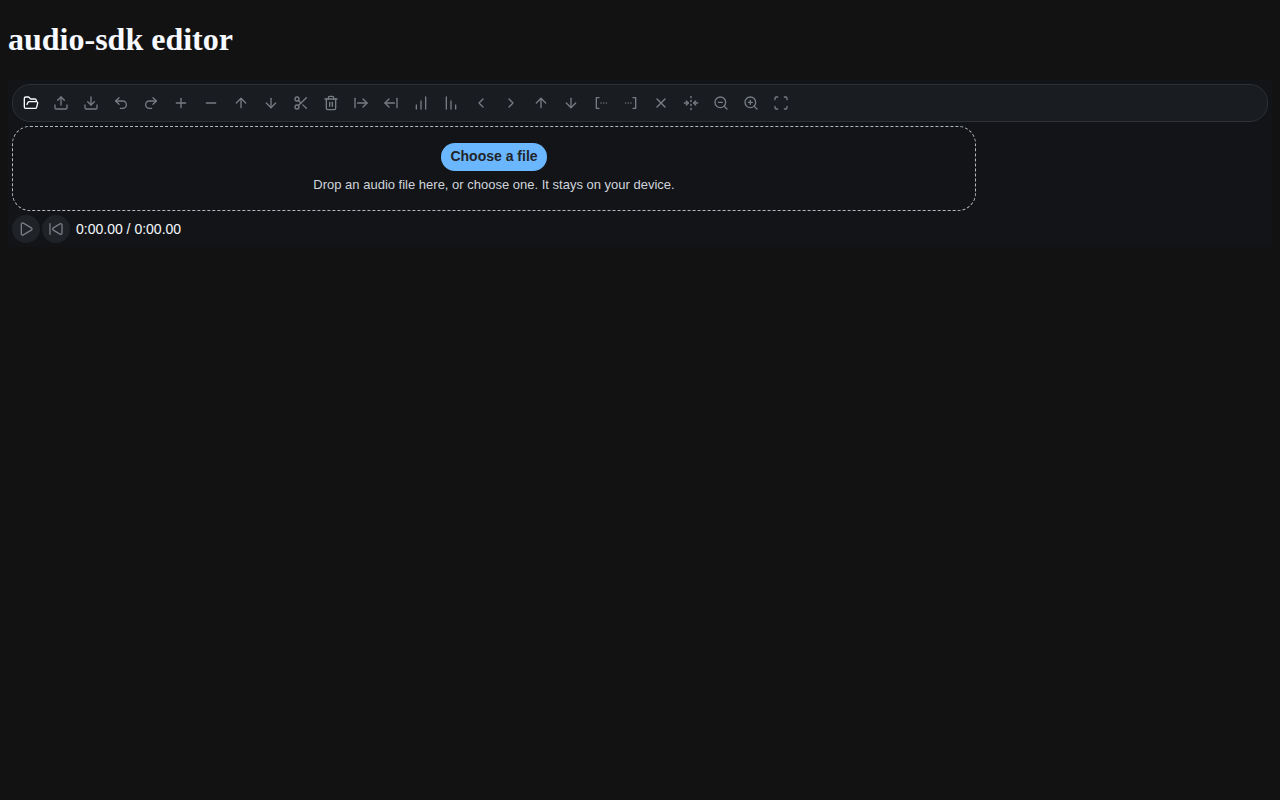 audio-sdk editor
Choose a file
Drop an audio file here, or choose one. It stays on your device.
0:00.00 / 0:00.00